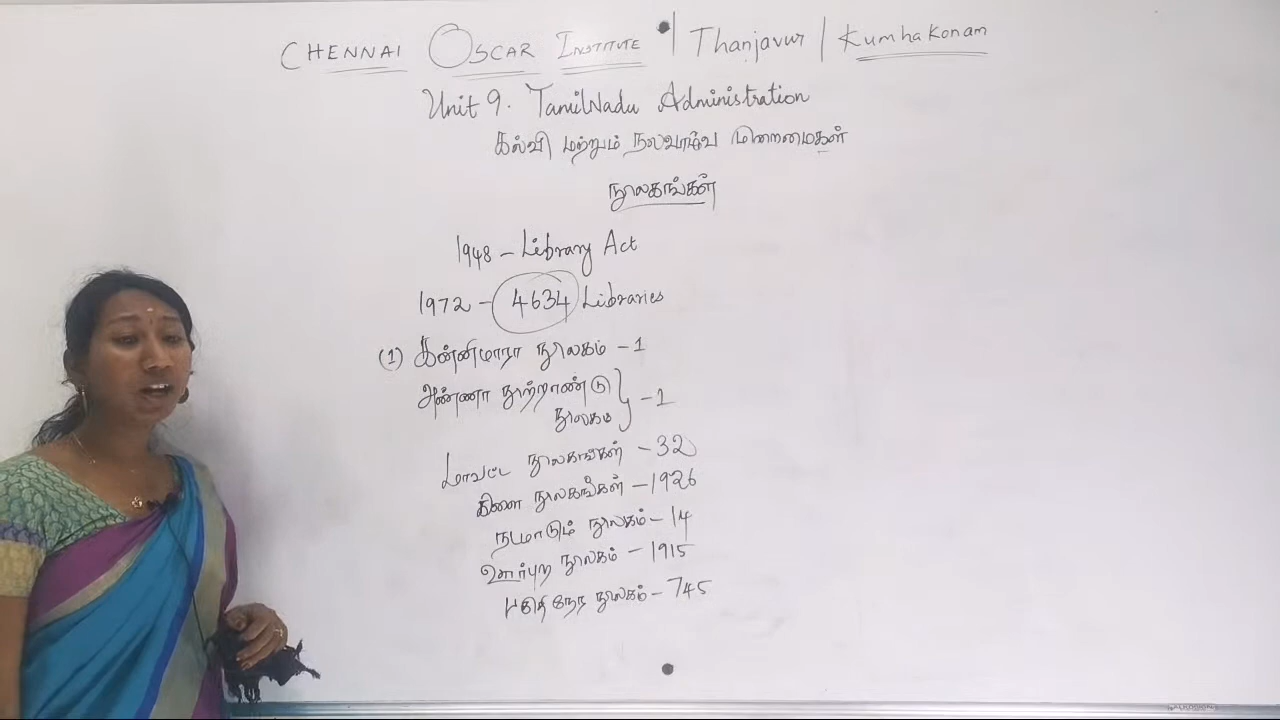 CHENNAI OSCAR INSTITUTE | Thanjavur | Kumhakonam
Unit 9. TamilNadu Administration
கல்வி மற்றும் நலவாழ்வு முறைமைகள்
நூலகங்கள்
1948 - Library Act
1972 - 4634 Libraries
(1) கன்னிமாரா நூலகம் - 1
அண்ணா நூற்றாண்டு
நூலகம் } - 1
மாவட்ட நூலகங்கள் - 32
கிளை நூலகங்கள் - 1926
நடமாடும் நூலகம் - 14
ஊர்புற நூலகம் - 1915
பகுதி நேர நூலகம் - 745